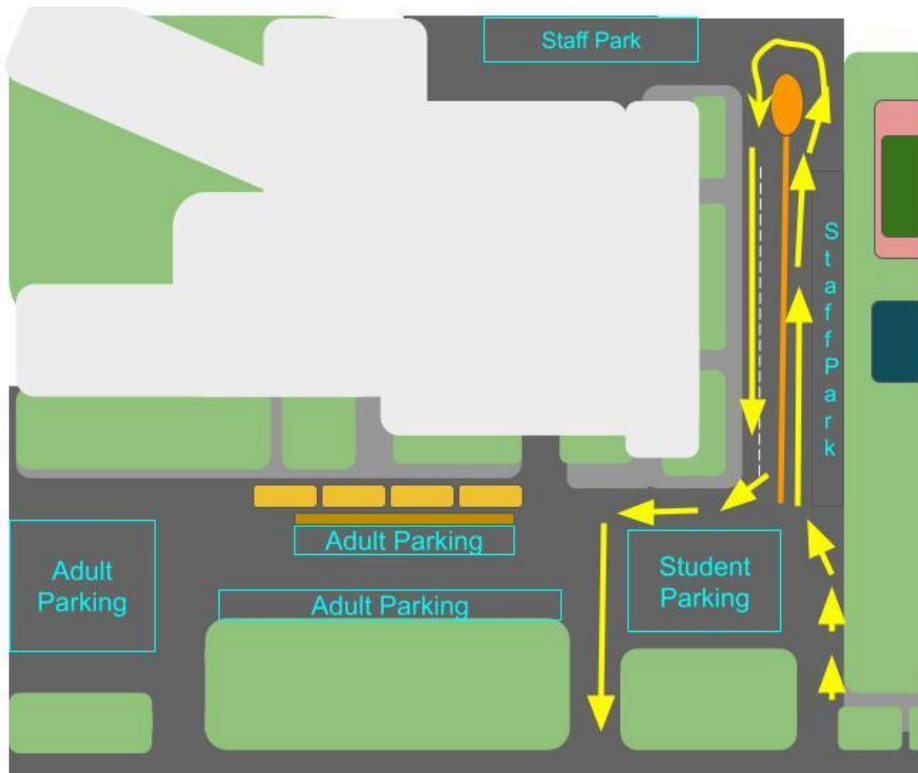 Staff Park
S
t
a
f
f
P
a
r
k
Adult Parking
Adult
Parking
Student
Parking
Adult Parking